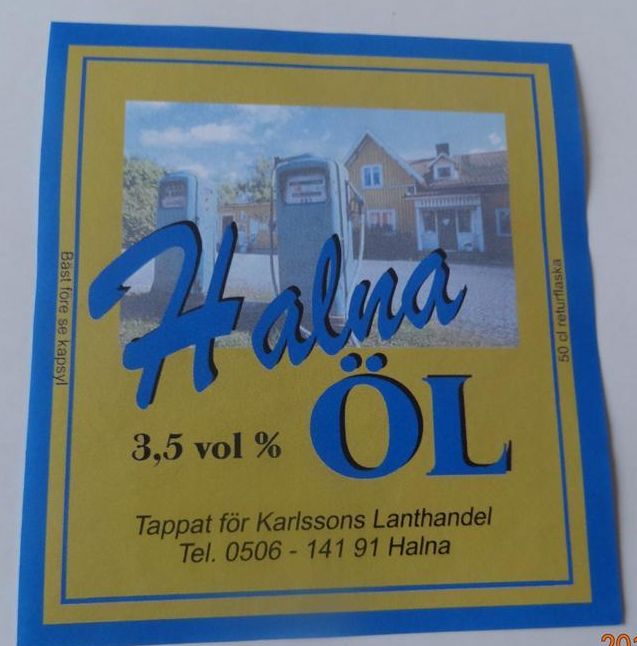 Halna
ÖL
3,5 vol %
Tappat för Karlssons Lanthandel
Tel. 0506 - 141 91 Halna
Bäst före se kapsyl
50 cl returflaska